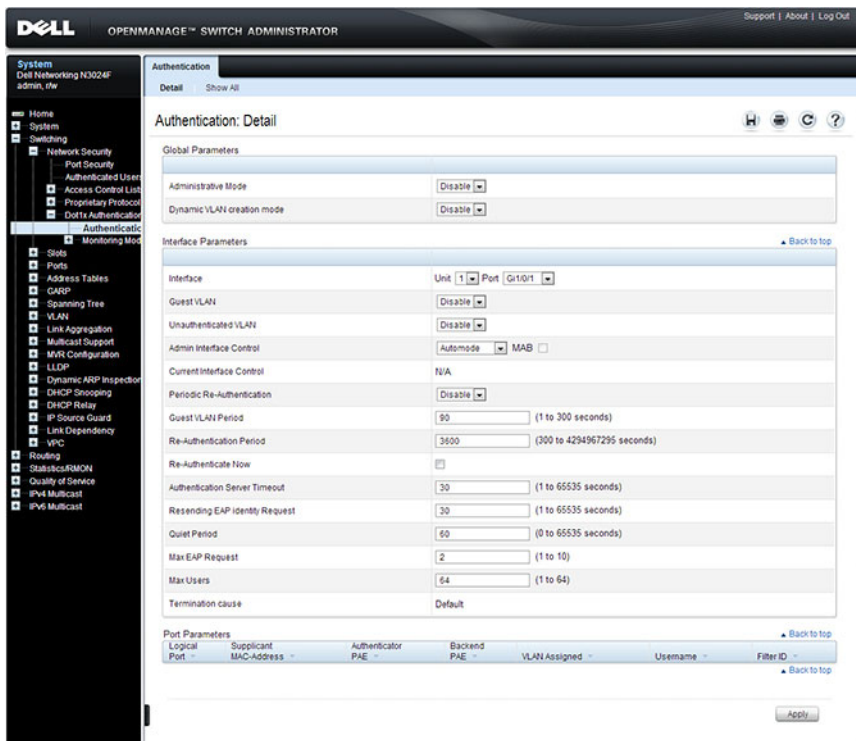 Support | About | Log Out
DELL OPENMANAGE™ SWITCH ADMINISTRATOR
System
Dell Networking N3024F
admin, r/w
Home
System
Switching
Network Security
Port Security
Authenticated Users
Access Control List
Proprietary Protocol
Dot1x Authentication
Authenticatic
Monitoring Mod
Slots
Ports
Address Tables
GARP
Spanning Tree
VLAN
Link Aggregation
Multicast Support
MVR Configuration
LLDP
Dynamic ARP Inspection
DHCP Snooping
DHCP Relay
IP Source Guard
Link Dependency
VPC
Routing
Statistics/RMON
Quality of Service
IPv4 Multicast
IPv6 Multicast
Authentication
Detail Show All
Authentication: Detail
Global Parameters
Administrative Mode Disable
Dynamic VLAN creation mode Disable
Interface Parameters Back to top
Interface Unit 1 Port Gi1/0/1
Guest VLAN Disable
Unauthenticated VLAN Disable
Admin Interface Control Automode MAB
Current Interface Control N/A
Periodic Re-Authentication Disable
Guest VLAN Period 90 (1 to 300 seconds)
Re-Authentication Period 3600 (300 to 4294967295 seconds)
Re-Authenticate Now
Authentication Server Timeout 30 (1 to 65535 seconds)
Resending EAP identity Request 30 (1 to 65535 seconds)
Quiet Period 60 (0 to 65535 seconds)
Max EAP Request 2 (1 to 10)
Max Users 64 (1 to 64)
Termination cause Default
Port Parameters Back to top
Logical Port Supplicant MAC-Address Authenticator PAE Backend PAE VLAN Assigned Username Filter ID
Back to top
Apply